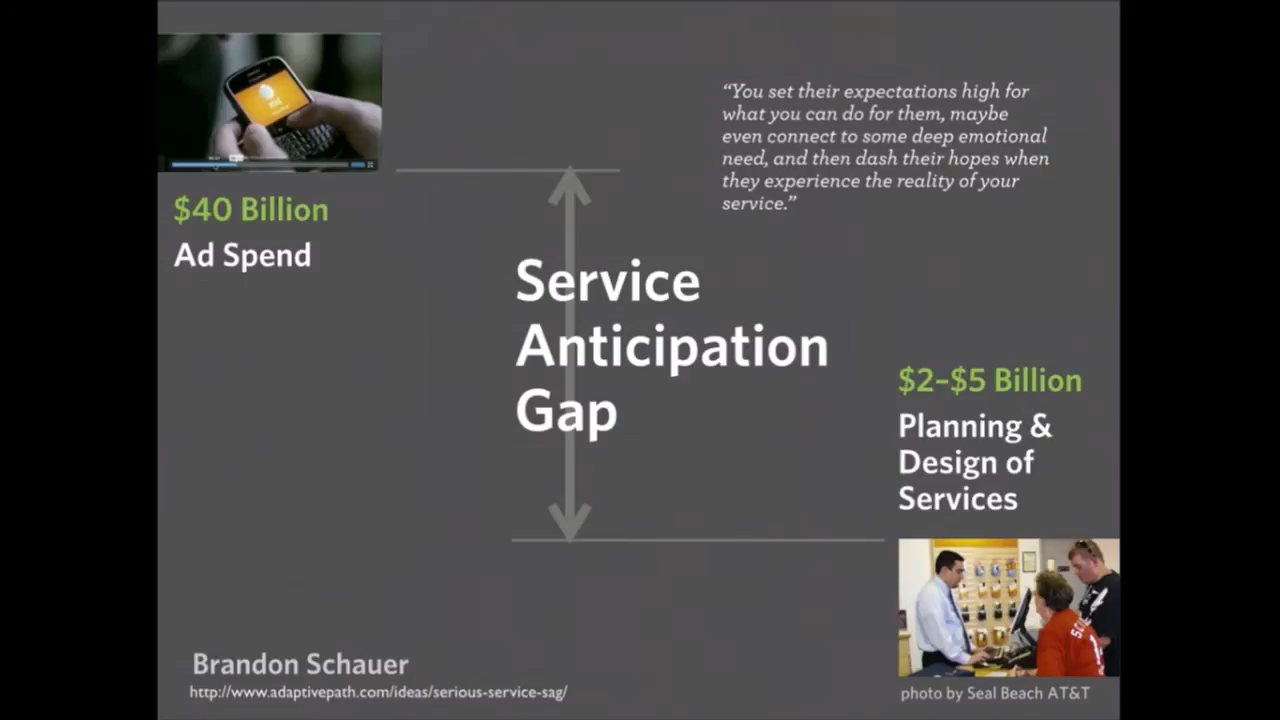 “You set their expectations high for
what you can do for them, maybe
even connect to some deep emotional
need, and then dash their hopes when
they experience the reality of your
service.”
$40 Billion
Ad Spend
Service
Anticipation
Gap
$2–$5 Billion
Planning &
Design of
Services
Brandon Schauer
http://www.adaptivepath.com/ideas/serious-service-sag/
photo by Seal Beach AT&T